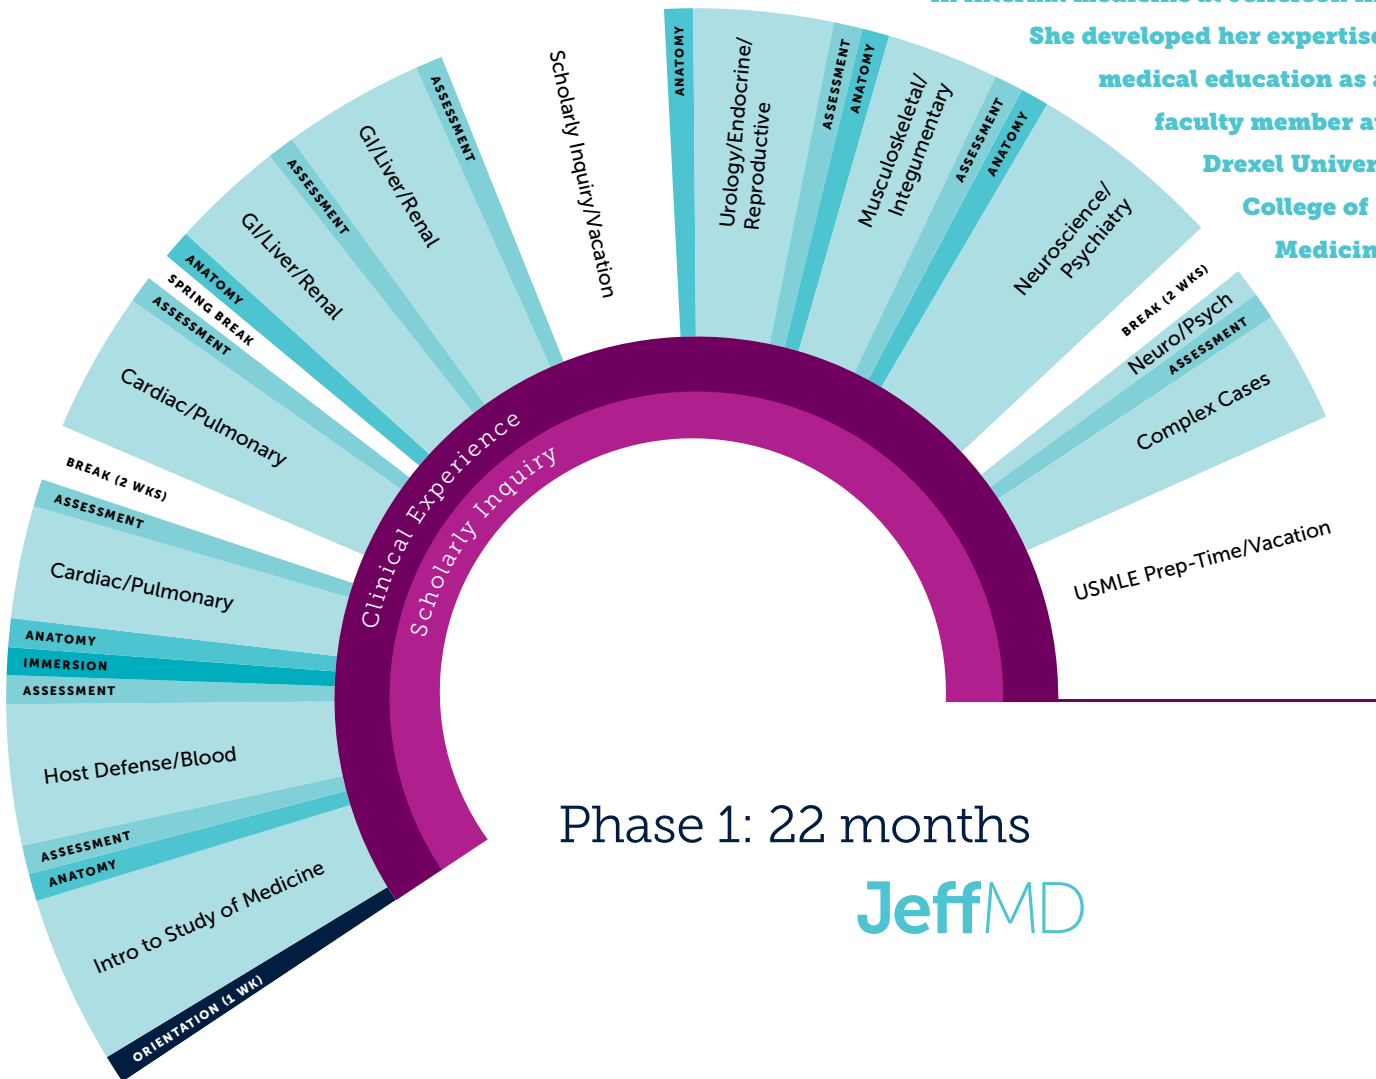 She developed her expertise
medical education as a
faculty member at
Drexel Univer
College of
Medicin
ORIENTATION (1 WK)
Intro to Study of Medicine
ANATOMY
ASSESSMENT
Host Defense/Blood
ASSESSMENT
IMMERSION
ANATOMY
Cardiac/Pulmonary
ASSESSMENT
BREAK (2 WKS)
Cardiac/Pulmonary
ASSESSMENT
SPRING BREAK
ANATOMY
GI/Liver/Renal
ASSESSMENT
GI/Liver/Renal
ASSESSMENT
Scholarly Inquiry/Vacation
ANATOMY
Urology/Endocrine/
Reproductive
ASSESSMENT
ANATOMY
Musculoskeletal/
Integumentary
ASSESSMENT
ANATOMY
Neuroscience/
Psychiatry
BREAK (2 WKS)
Neuro/Psych
ASSESSMENT
Complex Cases
USMLE Prep-Time/Vacation
Clinical Experience
Scholarly Inquiry
Phase 1: 22 months
JeffMD